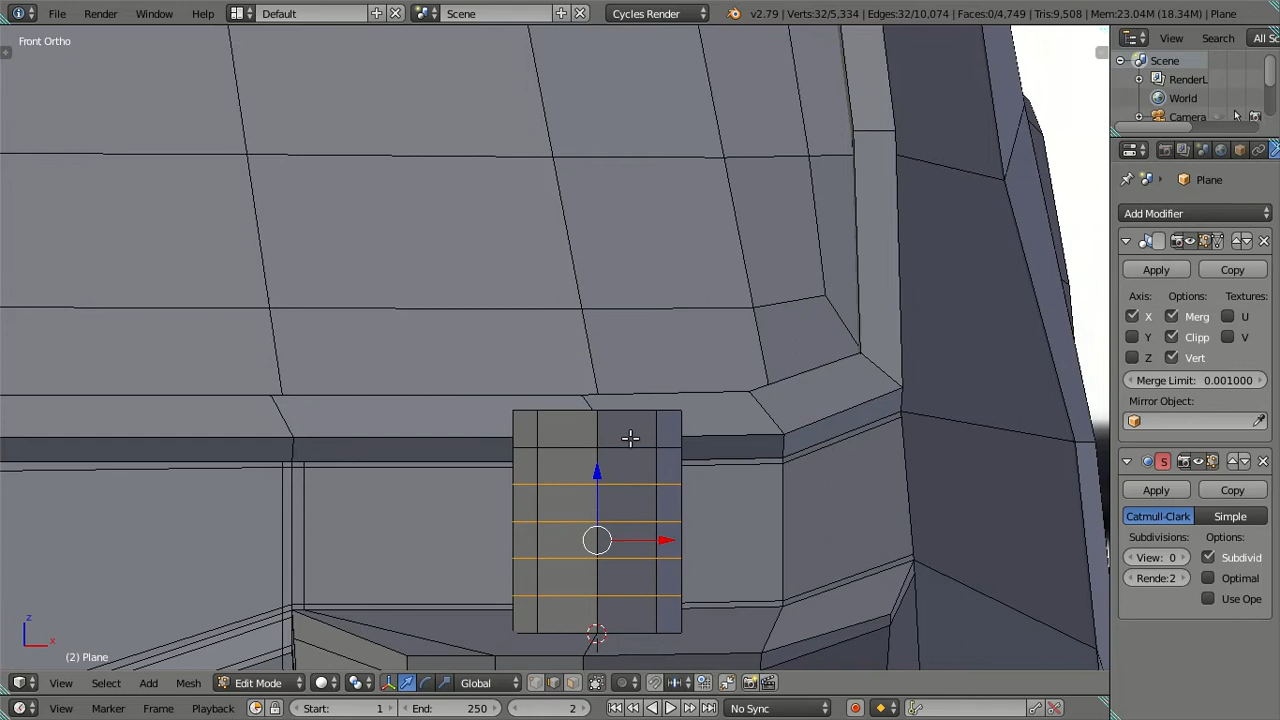 File Render Window Help Default Scene Cycles Render v2.79 | Verts:32/5,334 | Edges:32/10,074 | Faces:0/4,749 | Tris:9,508 | Mem:23.04M (18.34M) | Plane
Front Ortho
View Search All Sc
Scene
RenderL
World
Camera
Plane
Add Modifier
Apply Copy
Axis: Options: Textures:
X Merg U
Y Clipp V
Z Vert
Merge Limit: 0.001000
Mirror Object:
S
Apply Copy
Catmull-Clark Simple
Subdivisions: Options:
View: 0 Subdivid
Rende:2 Optimal
Use Ope
z
x
(2) Plane
View Select Add Mesh Edit Mode Global
View Marker Frame Playback Start: 1 End: 250 2 No Sync